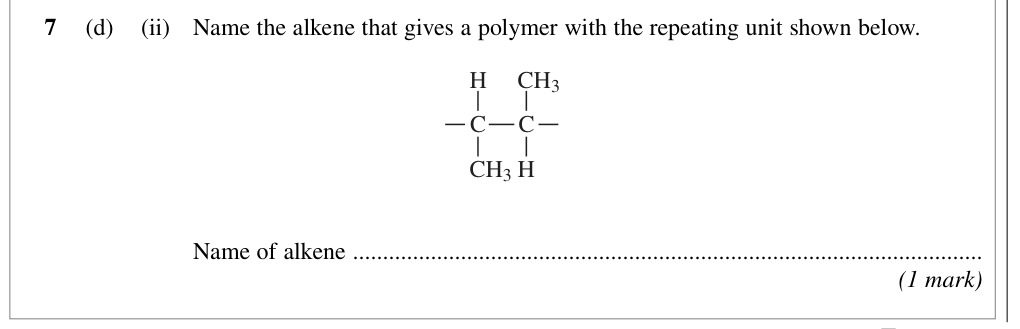 7 (d) (ii) Name the alkene that gives a polymer with the repeating unit shown below.
H CH3
—C—C—
CH3 H
Name of alkene ..........................................................................................................
(1 mark)